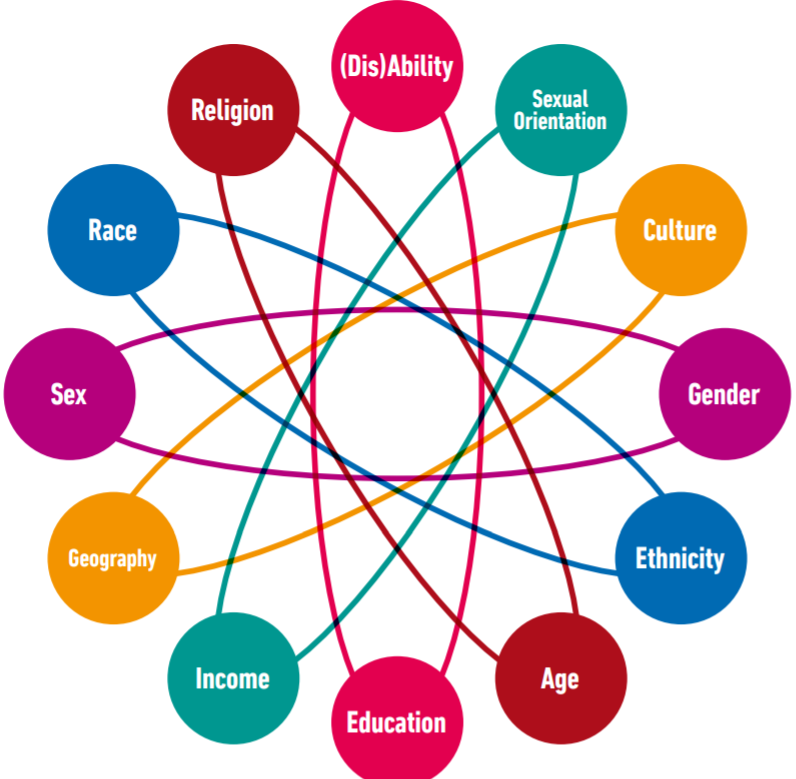 (Dis)Ability
Sexual
Orientation
Religion
Race
Culture
Sex
Gender
Geography
Ethnicity
Income
Age
Education